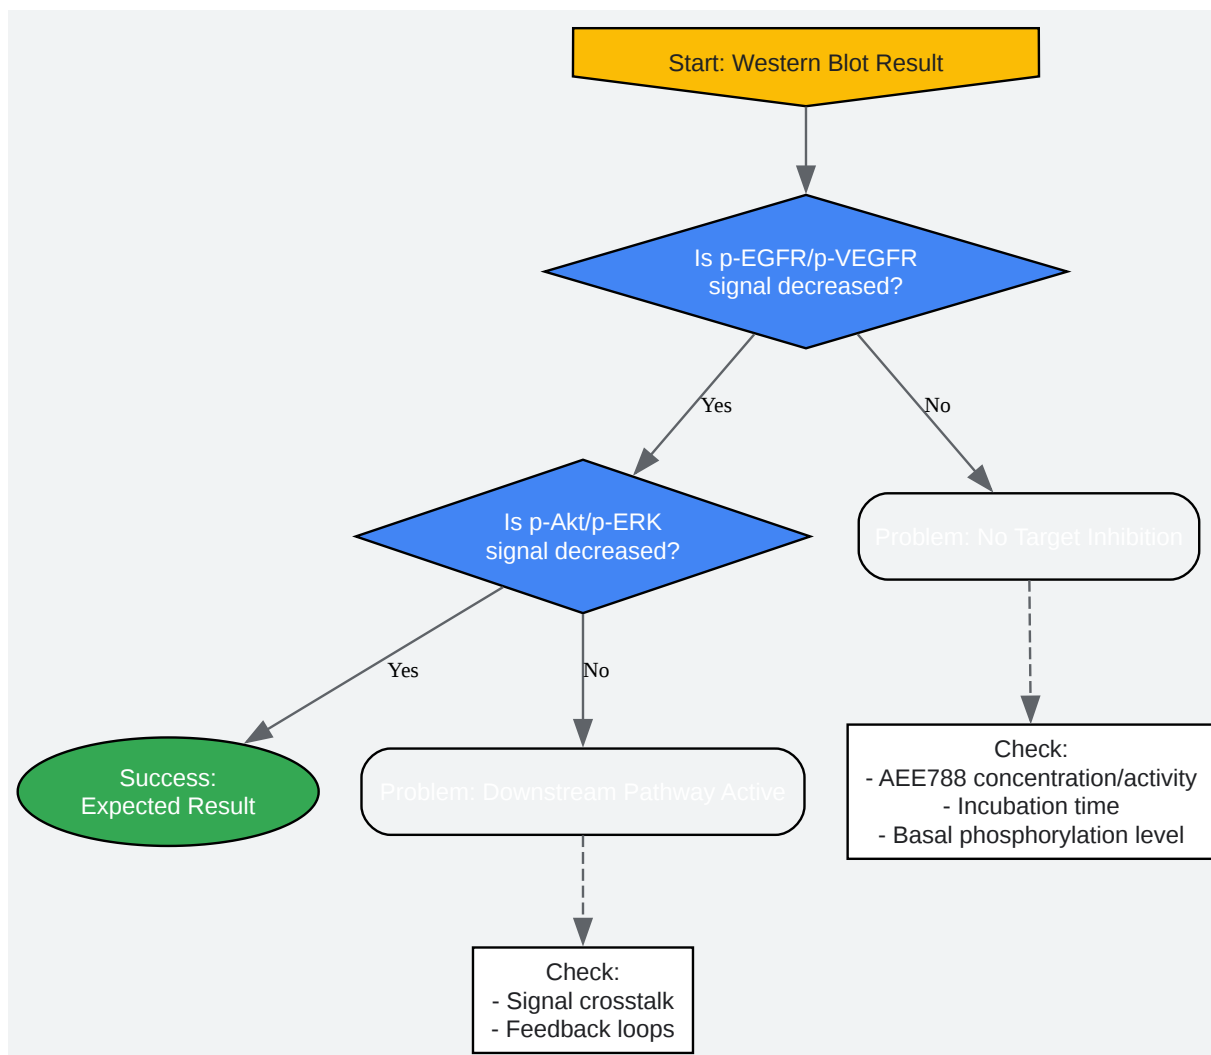 Start: Western Blot Result
Is p-EGFR/p-VEGFR
signal decreased?
Yes
No
Is p-Akt/p-ERK
signal decreased?
Problem: No Target Inhibition
Yes
No
Success:
Expected Result
Problem: Downstream Pathway Active
Check:
- AEE788 concentration/activity
- Incubation time
- Basal phosphorylation level
Check:
- Signal crosstalk
- Feedback loops